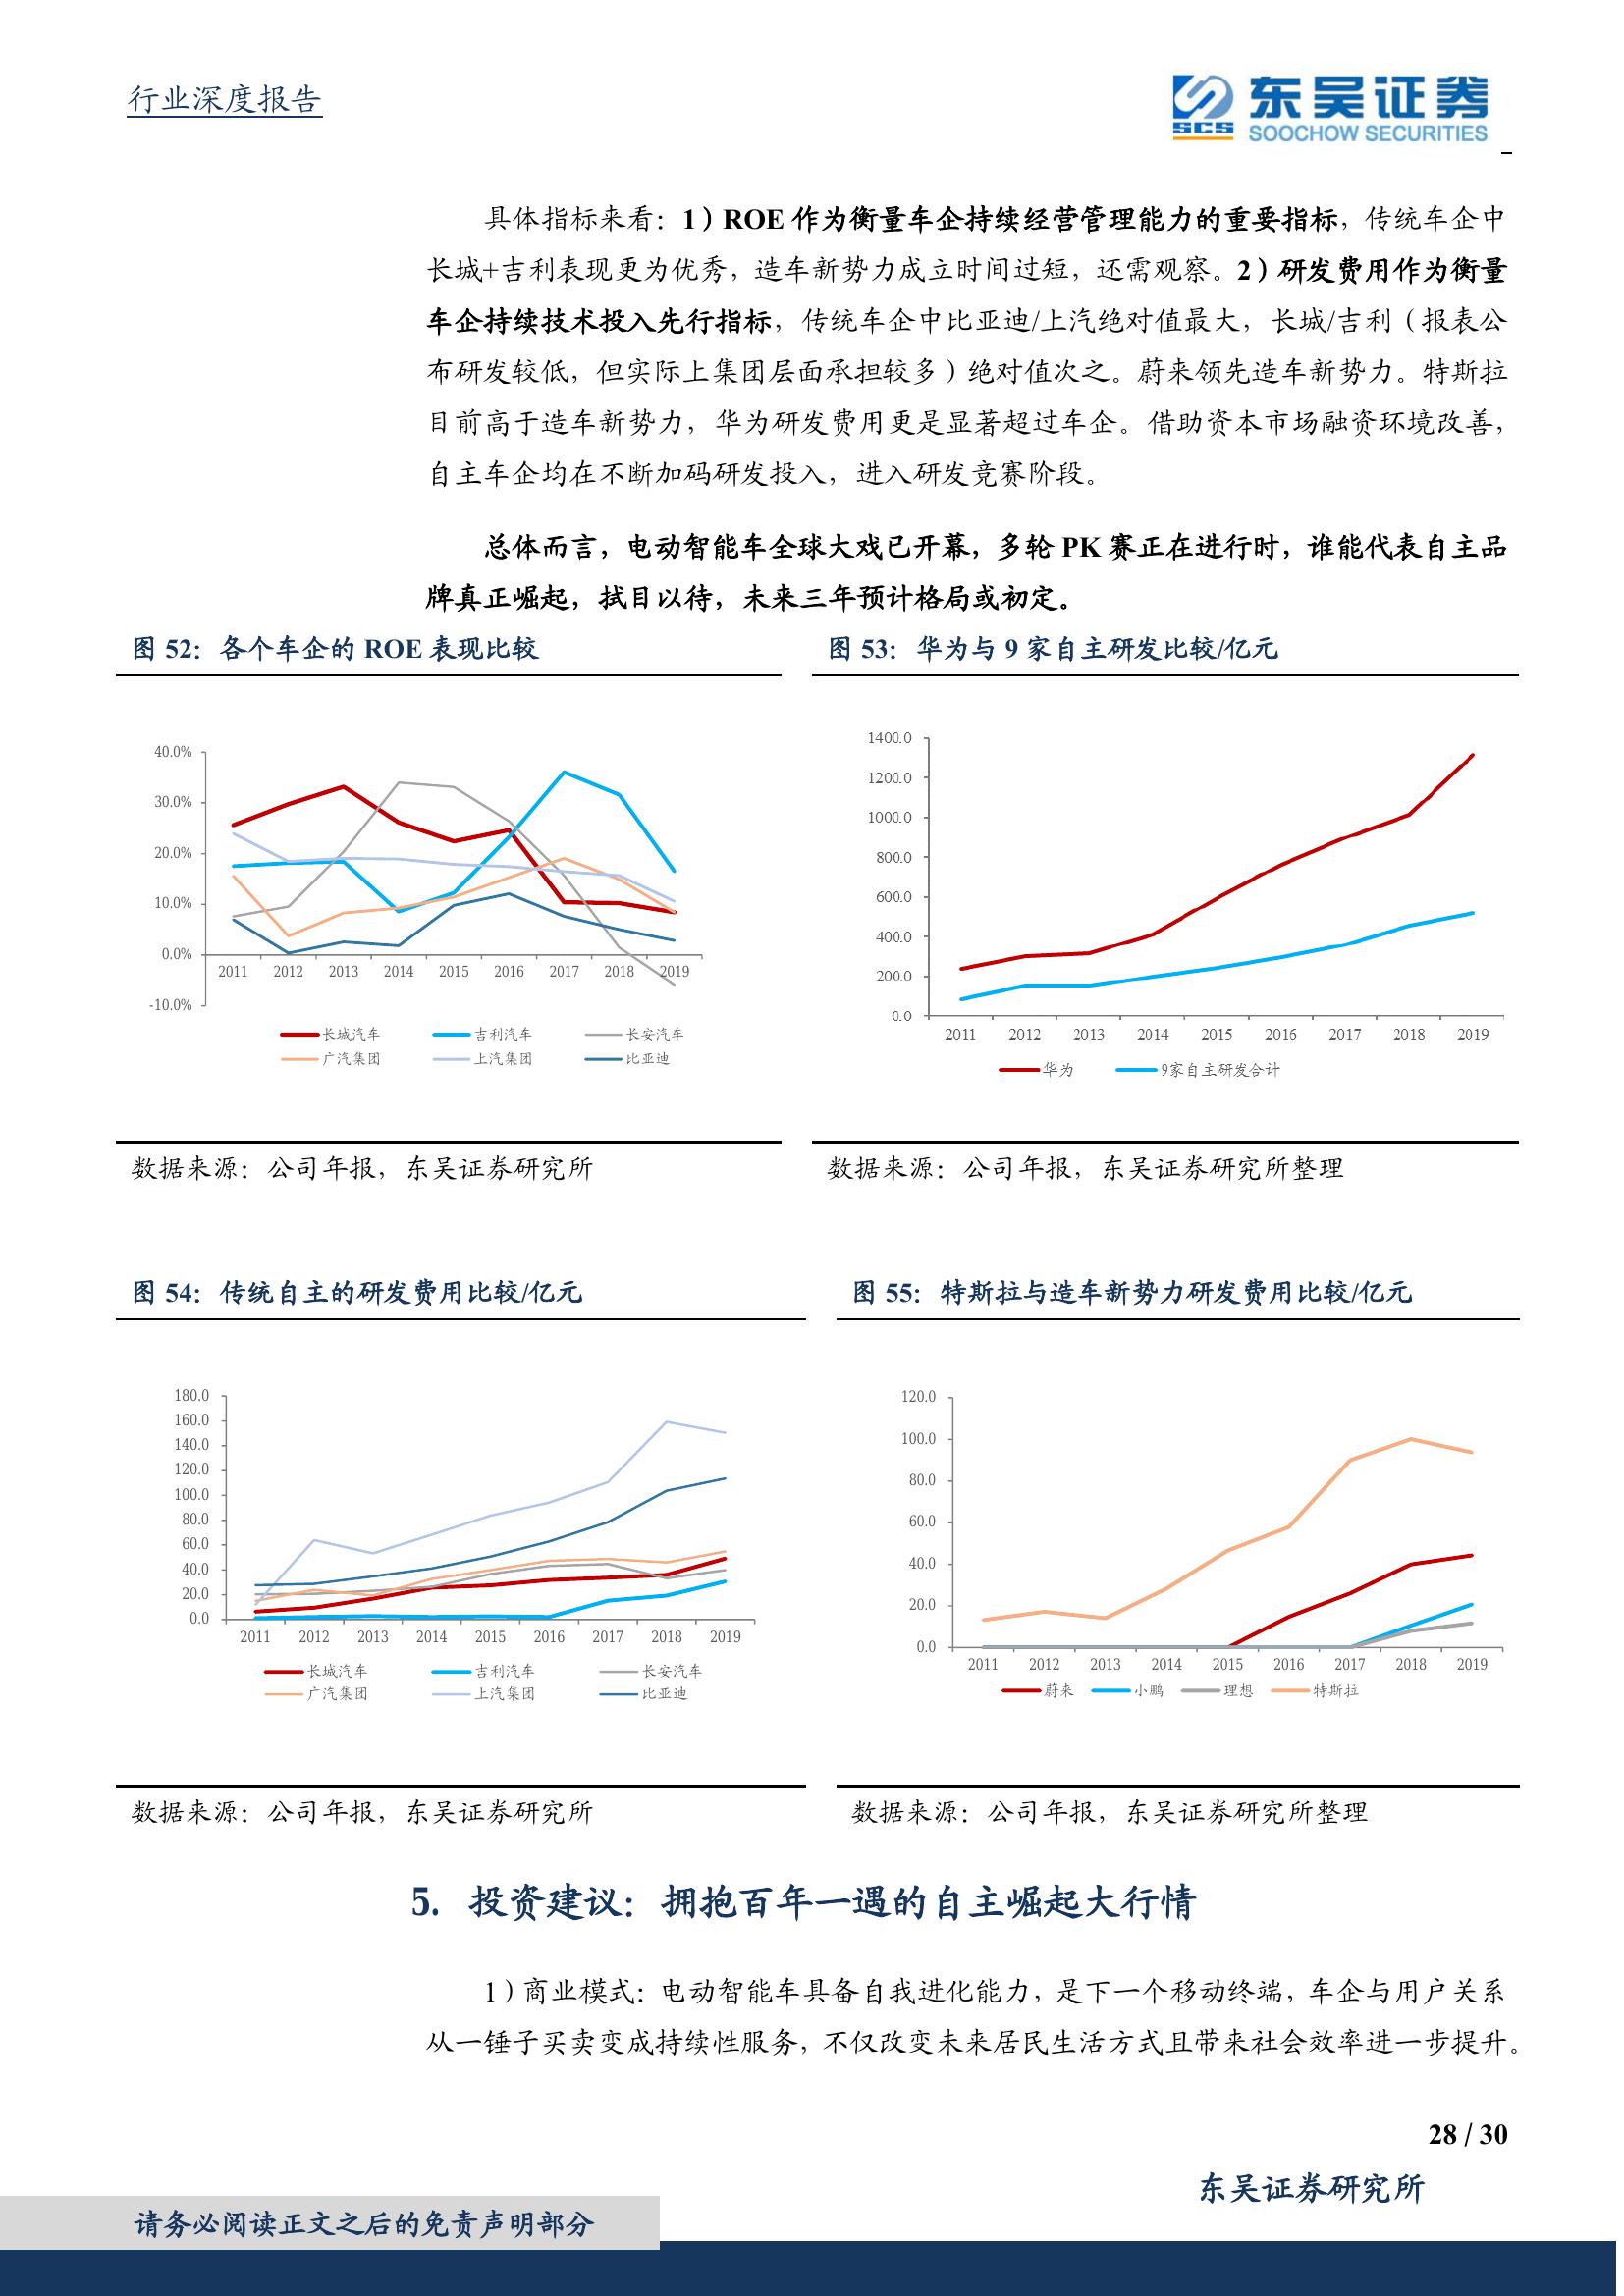 行业深度报告
东吴证券
SCS
SOOCHOW SECURITIES
具体指标来看：1）ROE 作为衡量车企持续经营管理能力的重要指标，传统车企中
长城+吉利表现更为优秀，造车新势力成立时间过短，还需观察。2）研发费用作为衡量
车企持续技术投入先行指标，传统车企中比亚迪/上汽绝对值最大，长城/吉利（报表公
布研发较低，但实际上集团层面承担较多）绝对值次之。蔚来领先造车新势力。特斯拉
目前高于造车新势力，华为研发费用更是显著超过车企。借助资本市场融资环境改善，
自主车企均在不断加码研发投入，进入研发竞赛阶段。
总体而言，电动智能车全球大戏已开幕，多轮 PK 赛正在进行时，谁能代表自主品
牌真正崛起，拭目以待，未来三年预计格局或初定。
图 52：各个车企的 ROE 表现比较
40.0%
30.0%
20.0%
10.0%
0.0%
-10.0%
2011 2012 2013 2014 2015 2016 2017 2018 2019
长城汽车 吉利汽车 长安汽车
广汽集团 上汽集团 比亚迪
数据来源：公司年报，东吴证券研究所
图 53：华为与 9 家自主研发比较/亿元
1400.0
1200.0
1000.0
800.0
600.0
400.0
200.0
0.0
2011 2012 2013 2014 2015 2016 2017 2018 2019
华为 9家自主研发合计
数据来源：公司年报，东吴证券研究所整理
图 54：传统自主的研发费用比较/亿元
180.0
160.0
140.0
120.0
100.0
80.0
60.0
40.0
20.0
0.0
2011 2012 2013 2014 2015 2016 2017 2018 2019
长城汽车 吉利汽车 长安汽车
广汽集团 上汽集团 比亚迪
数据来源：公司年报，东吴证券研究所
图 55：特斯拉与造车新势力研发费用比较/亿元
120.0
100.0
80.0
60.0
40.0
20.0
0.0
2011 2012 2013 2014 2015 2016 2017 2018 2019
蔚来 小鹏 理想 特斯拉
数据来源：公司年报，东吴证券研究所整理
5. 投资建议：拥抱百年一遇的自主崛起大行情
1）商业模式：电动智能车具备自我进化能力，是下一个移动终端，车企与用户关系
从一锤子买卖变成持续性服务，不仅改变未来居民生活方式且带来社会效率进一步提升。
28 / 30
东吴证券研究所
请务必阅读正文之后的免责声明部分